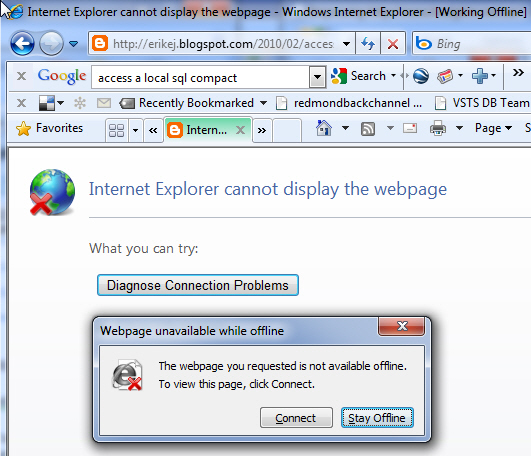 Internet Explorer cannot display the webpage - Windows Internet Explorer - [Working Offline]
http://erikej.blogspot.com/2010/02/acces Bing
Google access a local sql compact Search »
Recently Bookmarked redmondbackchannel ... VSTS DB Team
Favorites « Intern... » Page
Internet Explorer cannot display the webpage
What you can try:
Diagnose Connection Problems
Webpage unavailable while offline
The webpage you requested is not available offline.
To view this page, click Connect.
Connect Stay Offline